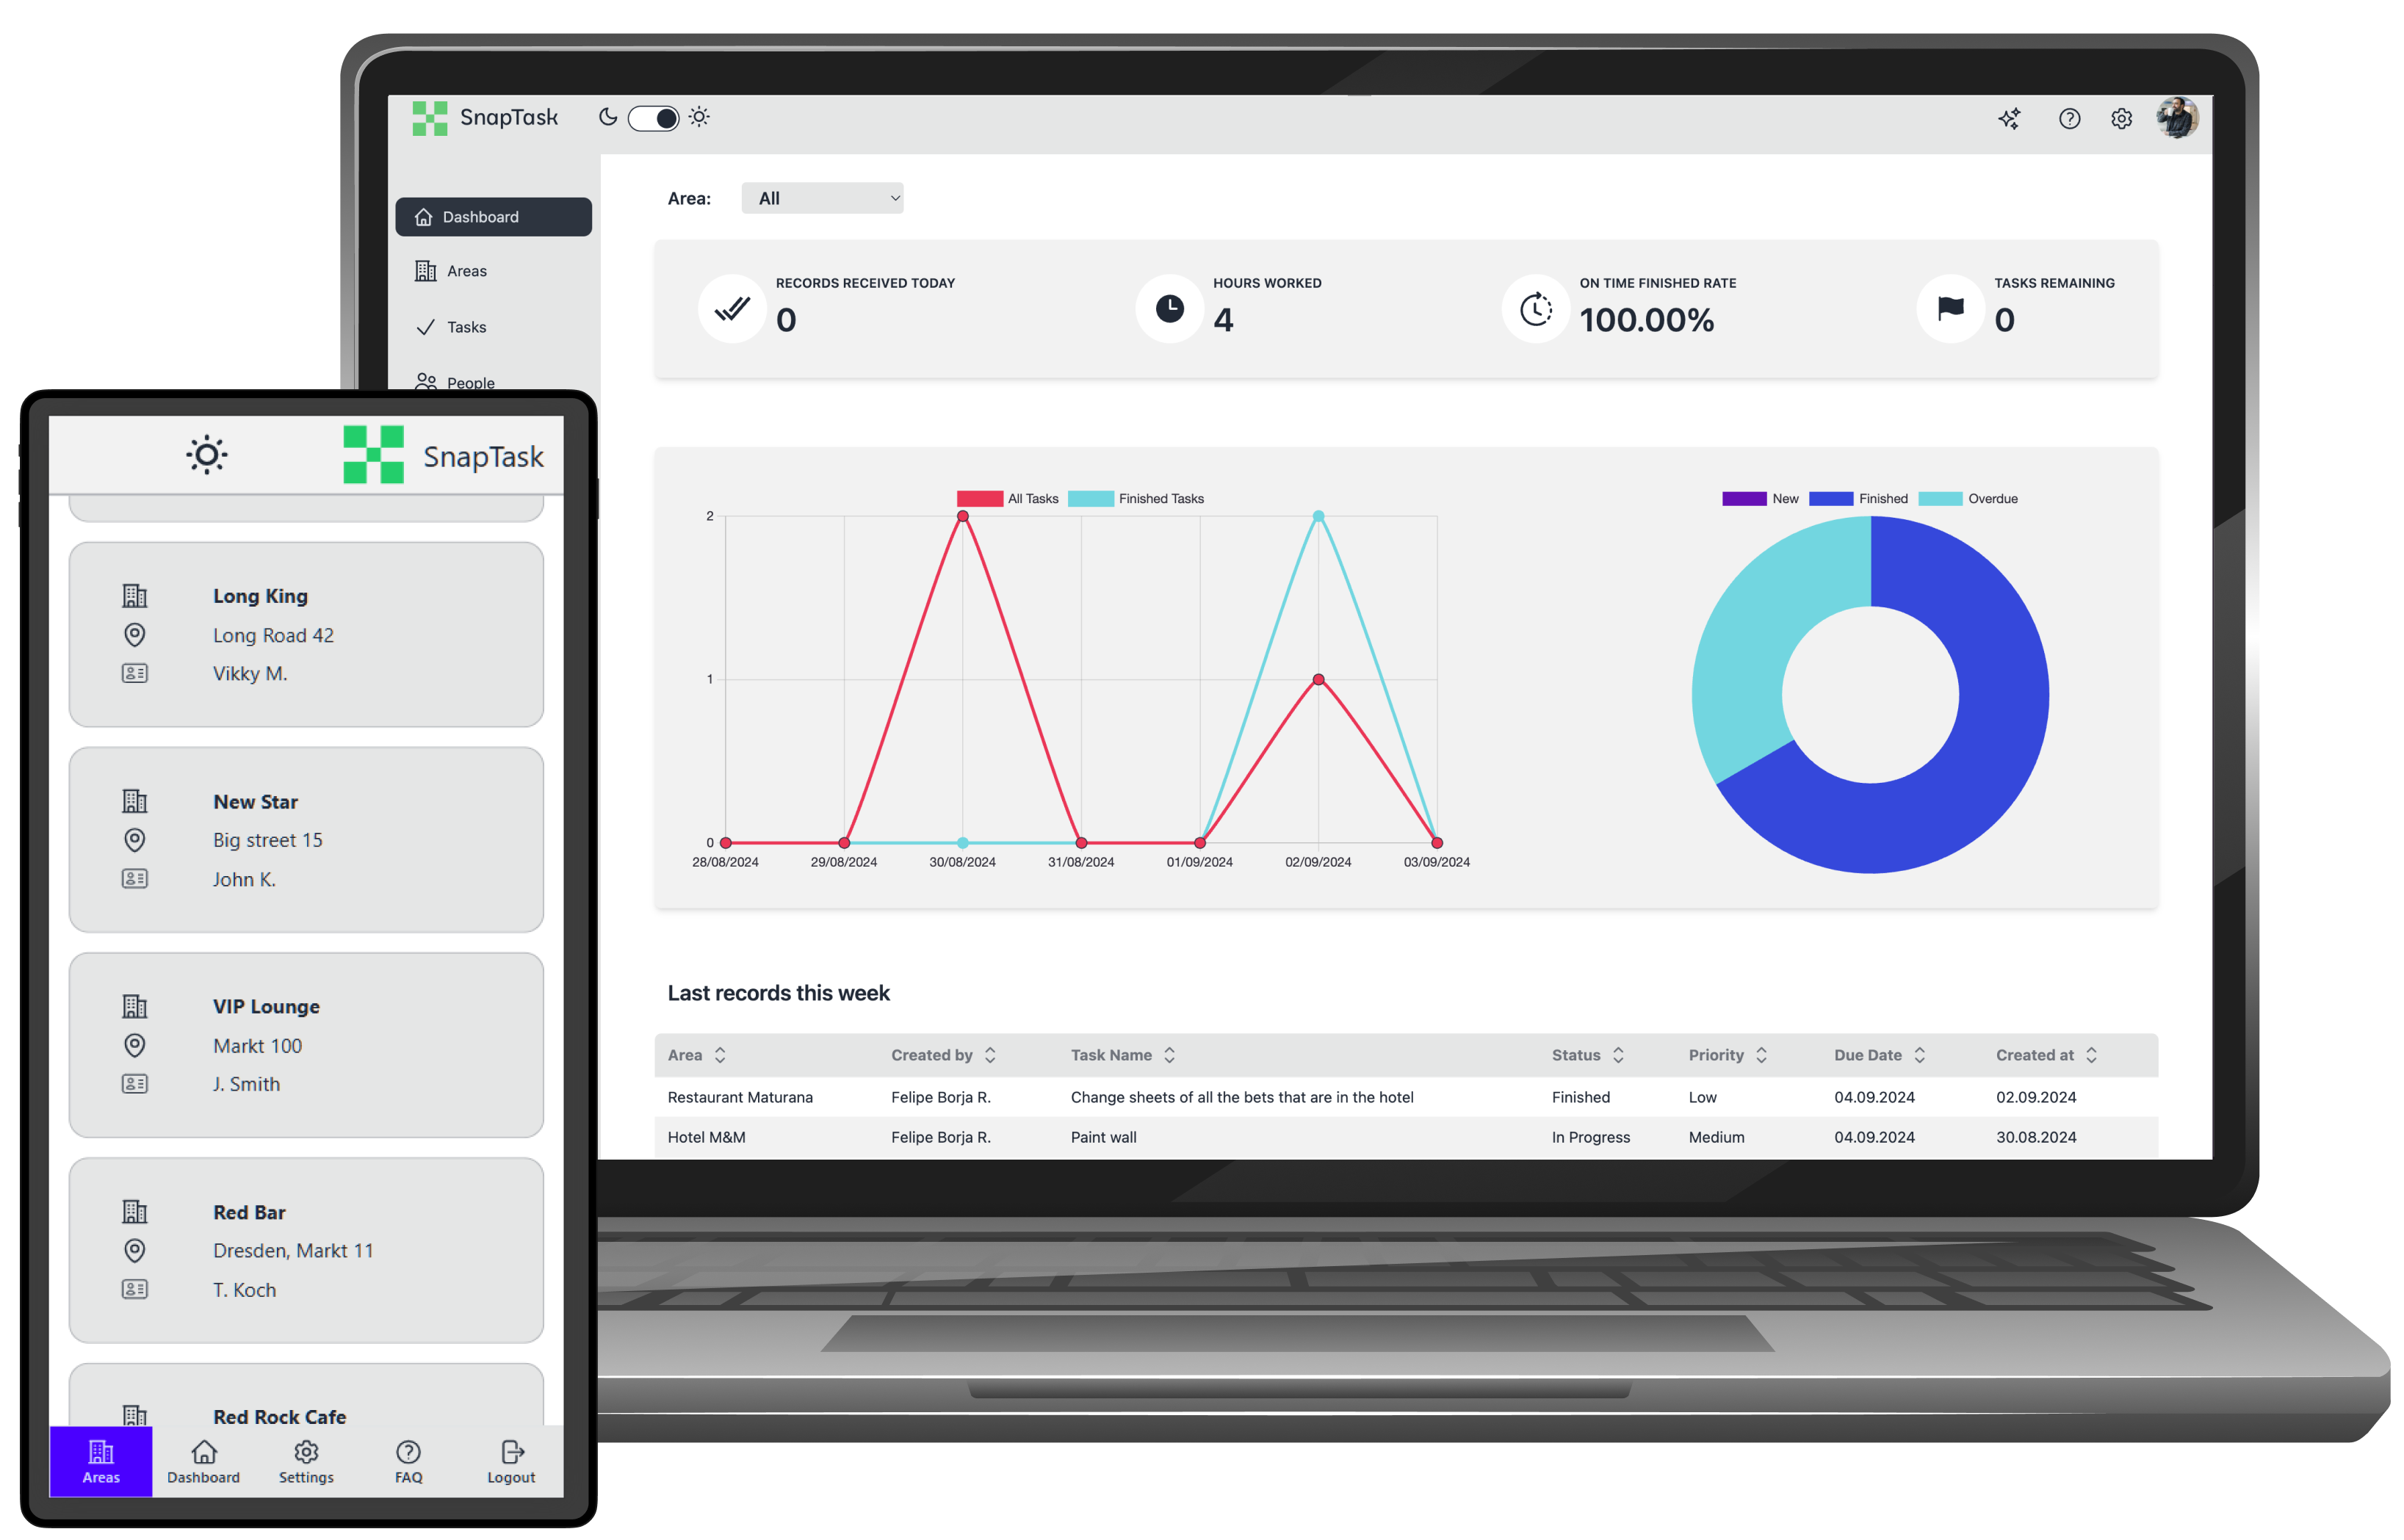 SnapTask
Dashboard
Areas
Tasks
People
Area: All
RECORDS RECEIVED TODAY
0
HOURS WORKED
4
ON TIME FINISHED RATE
100.00%
TASKS REMAINING
0
All Tasks Finished Tasks
2
1
0
28/08/2024 29/08/2024 30/08/2024 31/08/2024 01/09/2024 02/09/2024 03/09/2024
New Finished Overdue
Last records this week
Area Created by Task Name Status Priority Due Date Created at
Restaurant Maturana Felipe Borja R. Change sheets of all the bets that are in the hotel Finished Low 04.09.2024 02.09.2024
Hotel M&M Felipe Borja R. Paint wall In Progress Medium 04.09.2024 30.08.2024
SnapTask
Long King
Long Road 42
Vikky M.
New Star
Big street 15
John K.
VIP Lounge
Markt 100
J. Smith
Red Bar
Dresden, Markt 11
T. Koch
Red Rock Cafe
Areas Dashboard Settings FAQ Logout